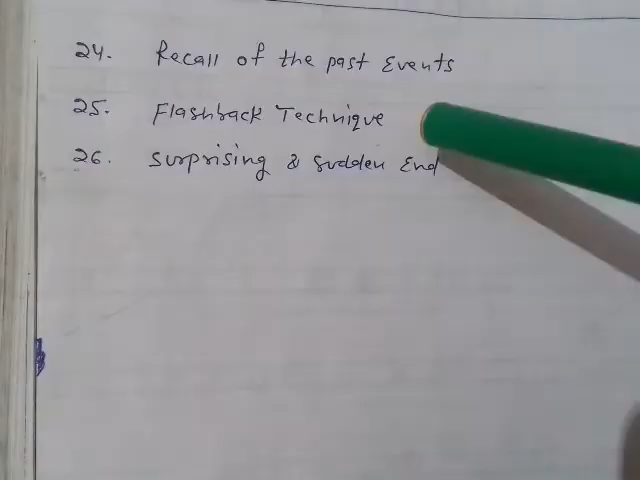 24. Recall of the past Events
25. Flashback Technique
26. Surprising & Sudden End